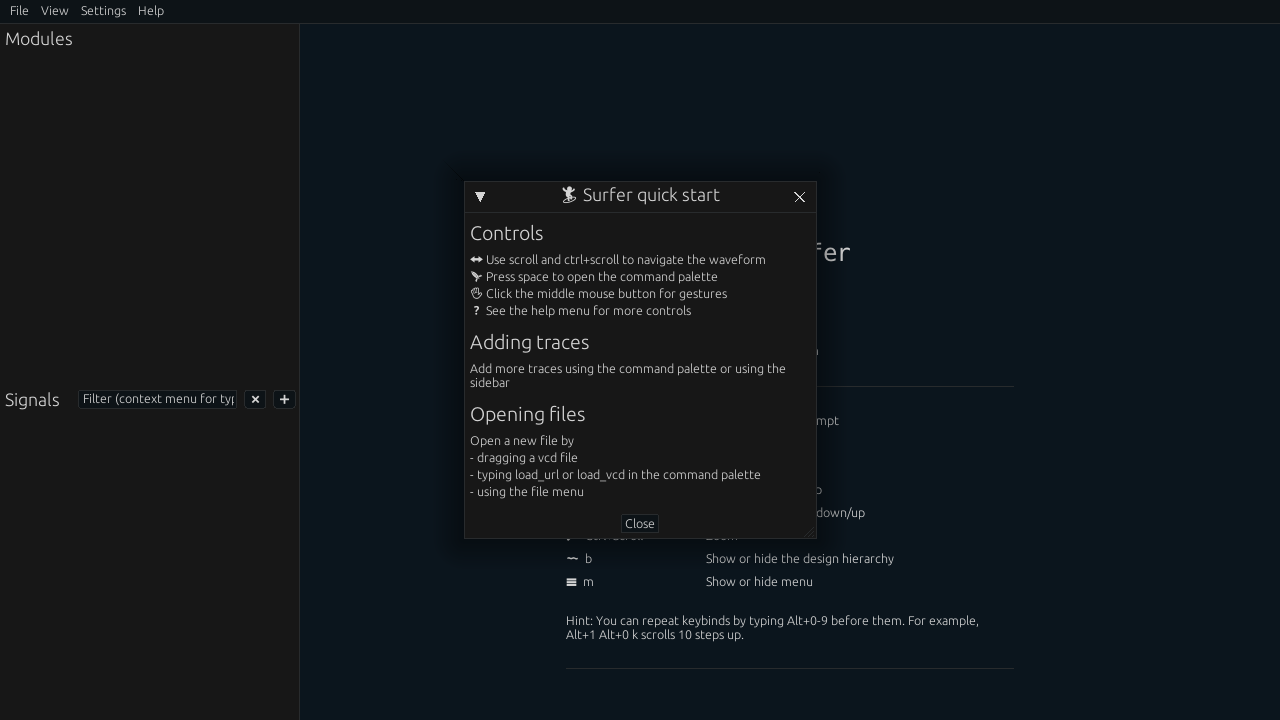 File View Settings Help
Modules
Surfer quick start
Controls
Use scroll and ctrl+scroll to navigate the waveform
Press space to open the command palette
Click the middle mouse button for gestures
? See the help menu for more controls
Adding traces
Add more traces using the command palette or using the
sidebar
Opening files
Open a new file by
- dragging a vcd file
- typing load_url or load_vcd in the command palette
- using the file menu
Close
Signals Filter (context menu for typ
fer
mpt
down/up
b Show or hide the design hierarchy
m Show or hide menu
Hint: You can repeat keybinds by typing Alt+0-9 before them. For example,
Alt+1 Alt+0 k scrolls 10 steps up.